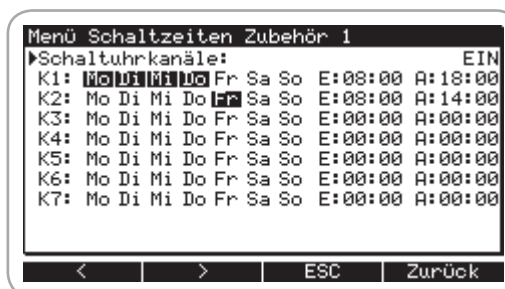 Menü Schaltzeiten Zubehör 1
▶Schaltuhrkanäle: EIN
K1: Mo Di Mi Do Fr Sa So E:08:00 A:18:00
K2: Mo Di Mi Do Fr Sa So E:08:00 A:14:00
K3: Mo Di Mi Do Fr Sa So E:00:00 A:00:00
K4: Mo Di Mi Do Fr Sa So E:00:00 A:00:00
K5: Mo Di Mi Do Fr Sa So E:00:00 A:00:00
K6: Mo Di Mi Do Fr Sa So E:00:00 A:00:00
K7: Mo Di Mi Do Fr Sa So E:00:00 A:00:00
< > ESC Zurück